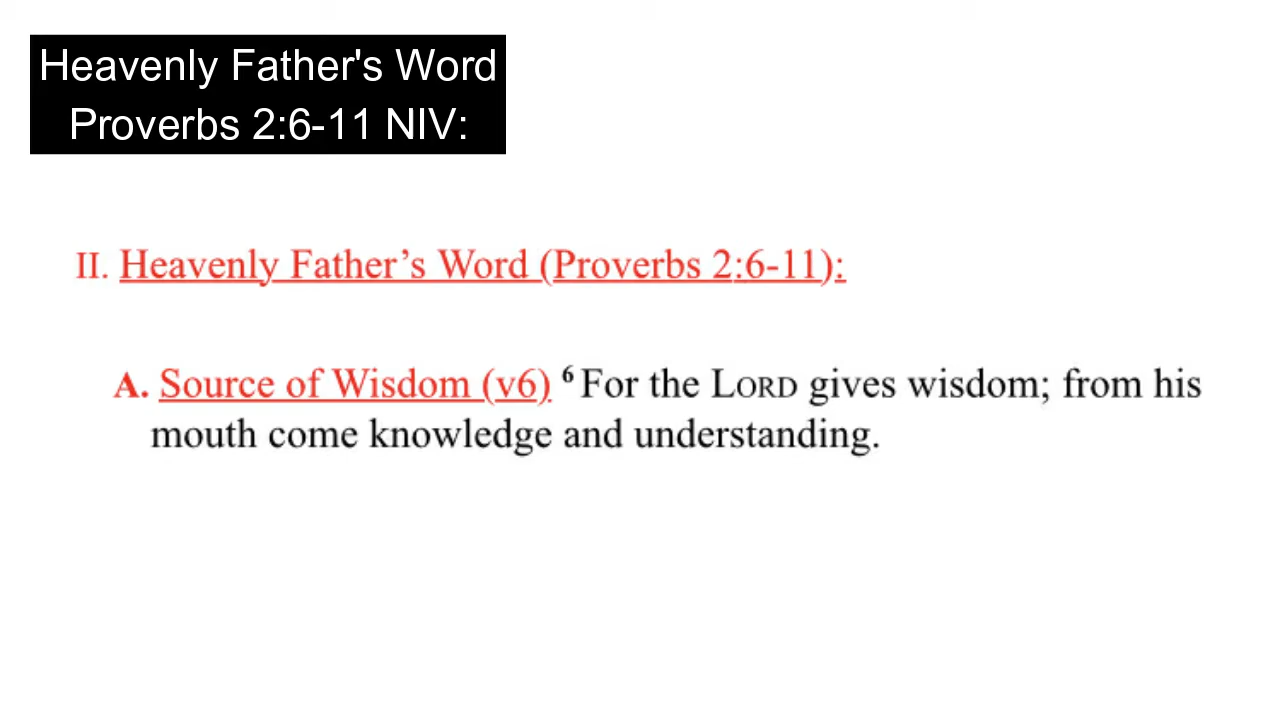 Heavenly Father's Word
Proverbs 2:6-11 NIV:
II. Heavenly Father’s Word (Proverbs 2:6-11):
A. Source of Wisdom (v6) 6 For the LORD gives wisdom; from his
mouth come knowledge and understanding.